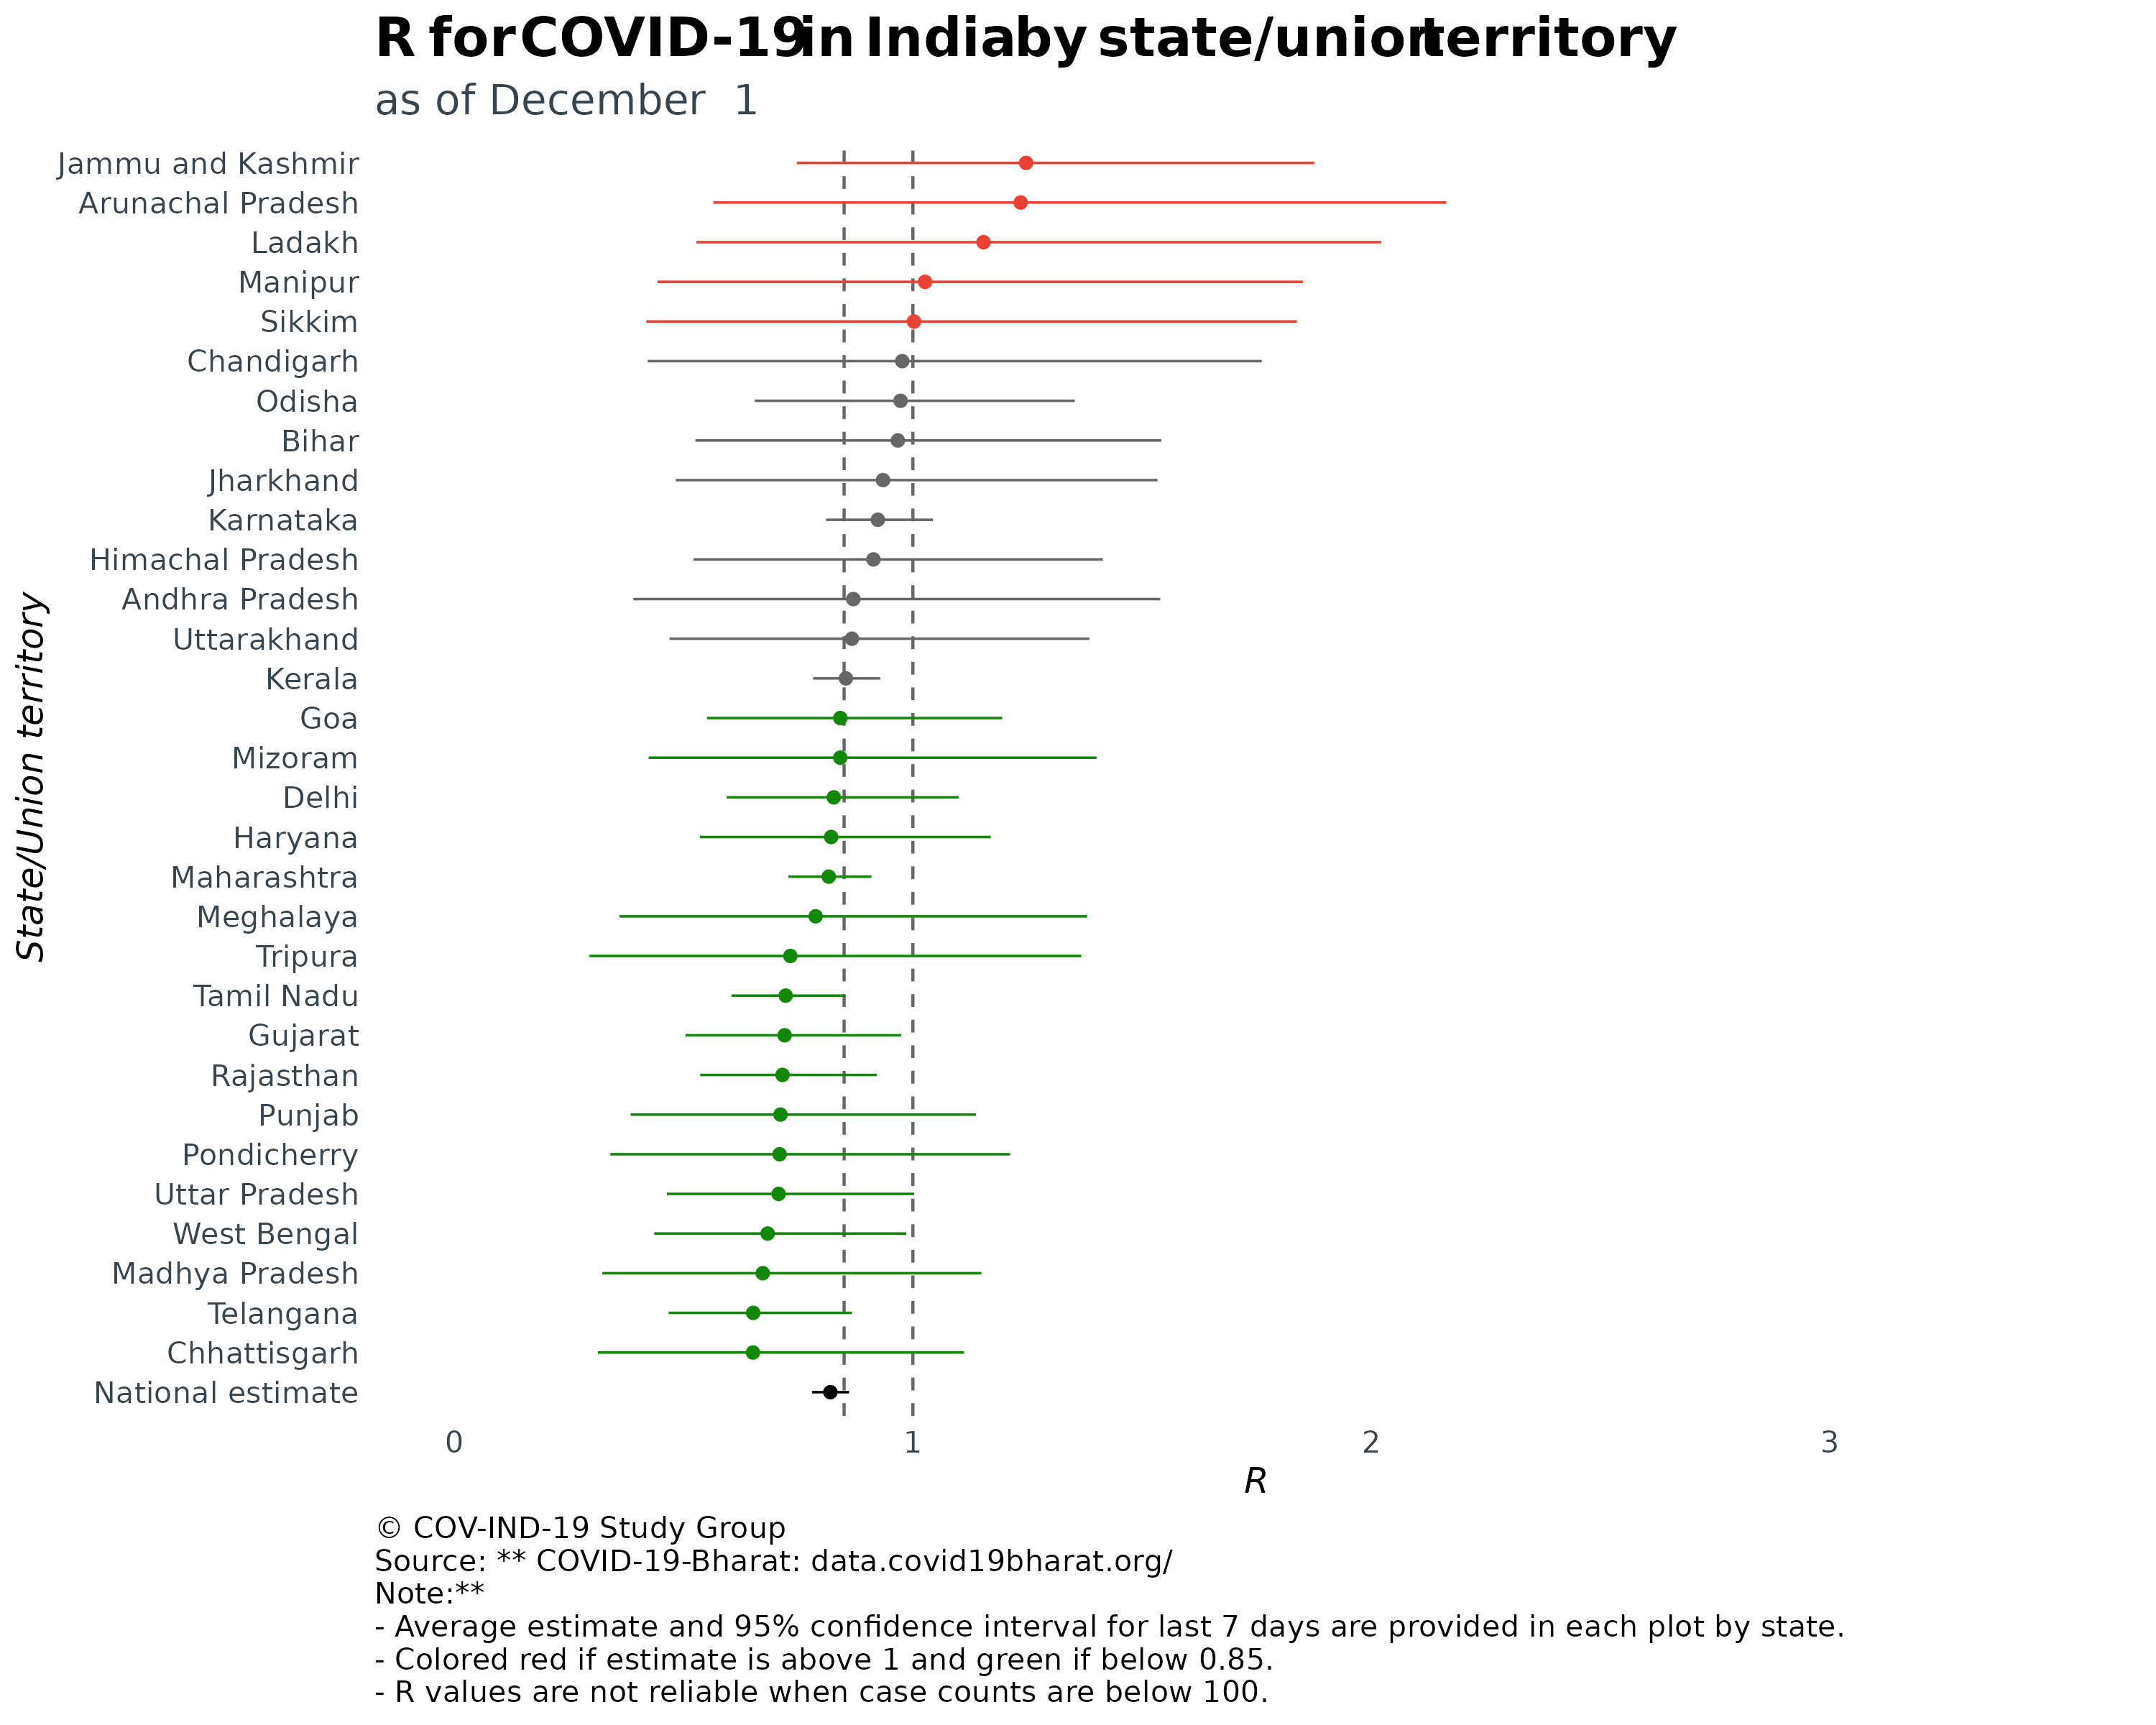 R for COVID-19 in India by state/union territory
as of December 1
Jammu and Kashmir
Arunachal Pradesh
Ladakh
Manipur
Sikkim
Chandigarh
Odisha
Bihar
Jharkhand
Karnataka
Himachal Pradesh
Andhra Pradesh
Uttarakhand
Kerala
Goa
Mizoram
Delhi
Haryana
Maharashtra
Meghalaya
Tripura
Tamil Nadu
Gujarat
Rajasthan
Punjab
Pondicherry
Uttar Pradesh
West Bengal
Madhya Pradesh
Telangana
Chhattisgarh
National estimate
State/Union territory
0 1 2 3
R
© COV-IND-19 Study Group
Source: ** COVID-19-Bharat: data.covid19bharat.org/
Note:**
- Average estimate and 95% confidence interval for last 7 days are provided in each plot by state.
- Colored red if estimate is above 1 and green if below 0.85.
- R values are not reliable when case counts are below 100.